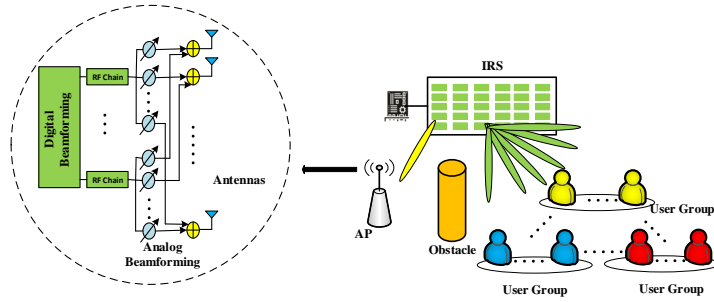 Digital
Beamforming
RF Chain
RF Chain
Antennas
Analog
Beamforming
IRS
AP
Obstacle
User Group
User Group
User Group